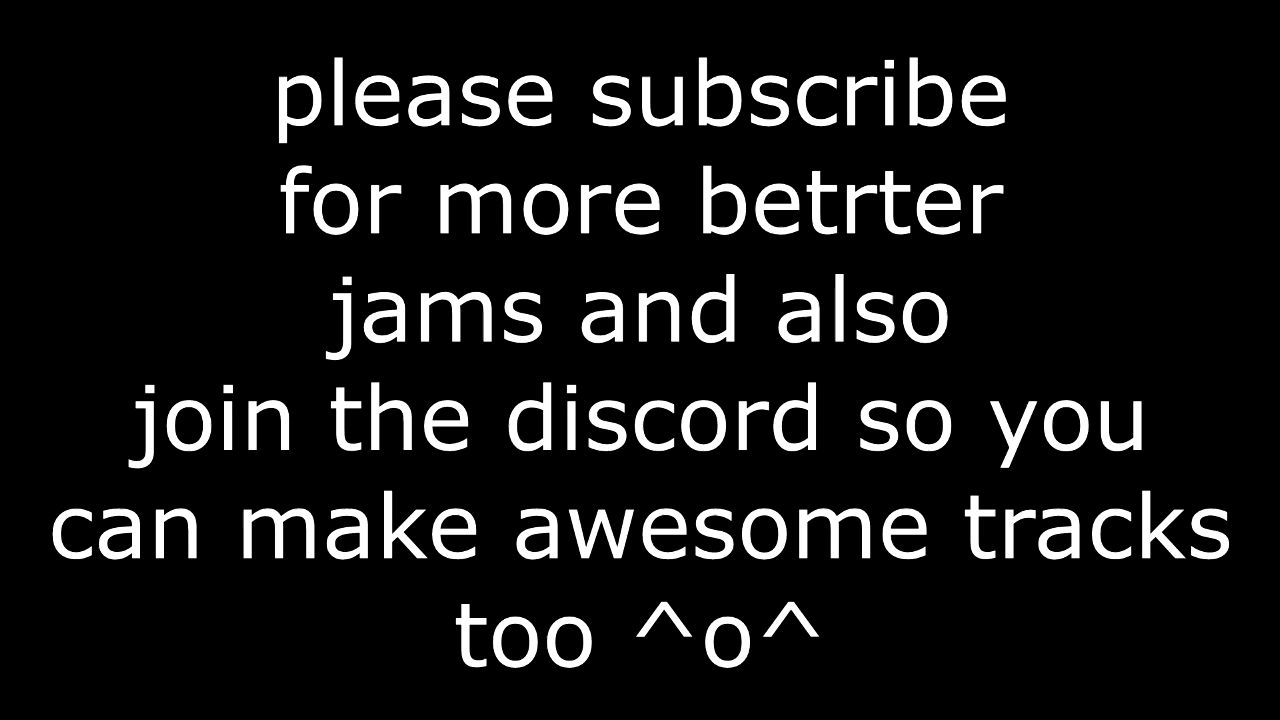 please subscribe
for more betrter
jams and also
join the discord so you
can make awesome tracks
too ^o^